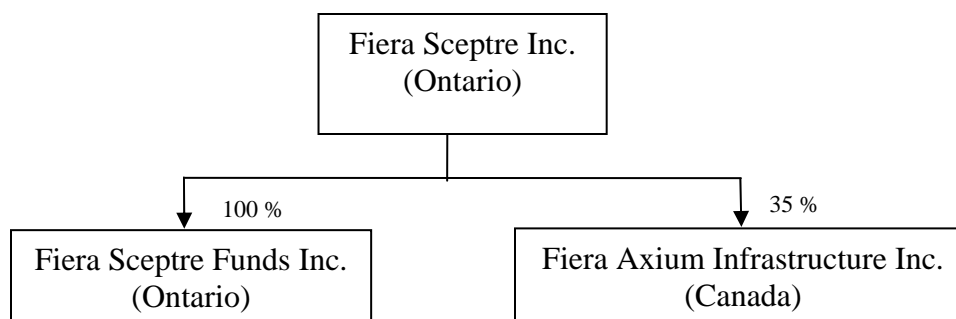 Fiera Sceptre Inc.
(Ontario)
100 %
35 %
Fiera Sceptre Funds Inc.
(Ontario)
Fiera Axium Infrastructure Inc.
(Canada)